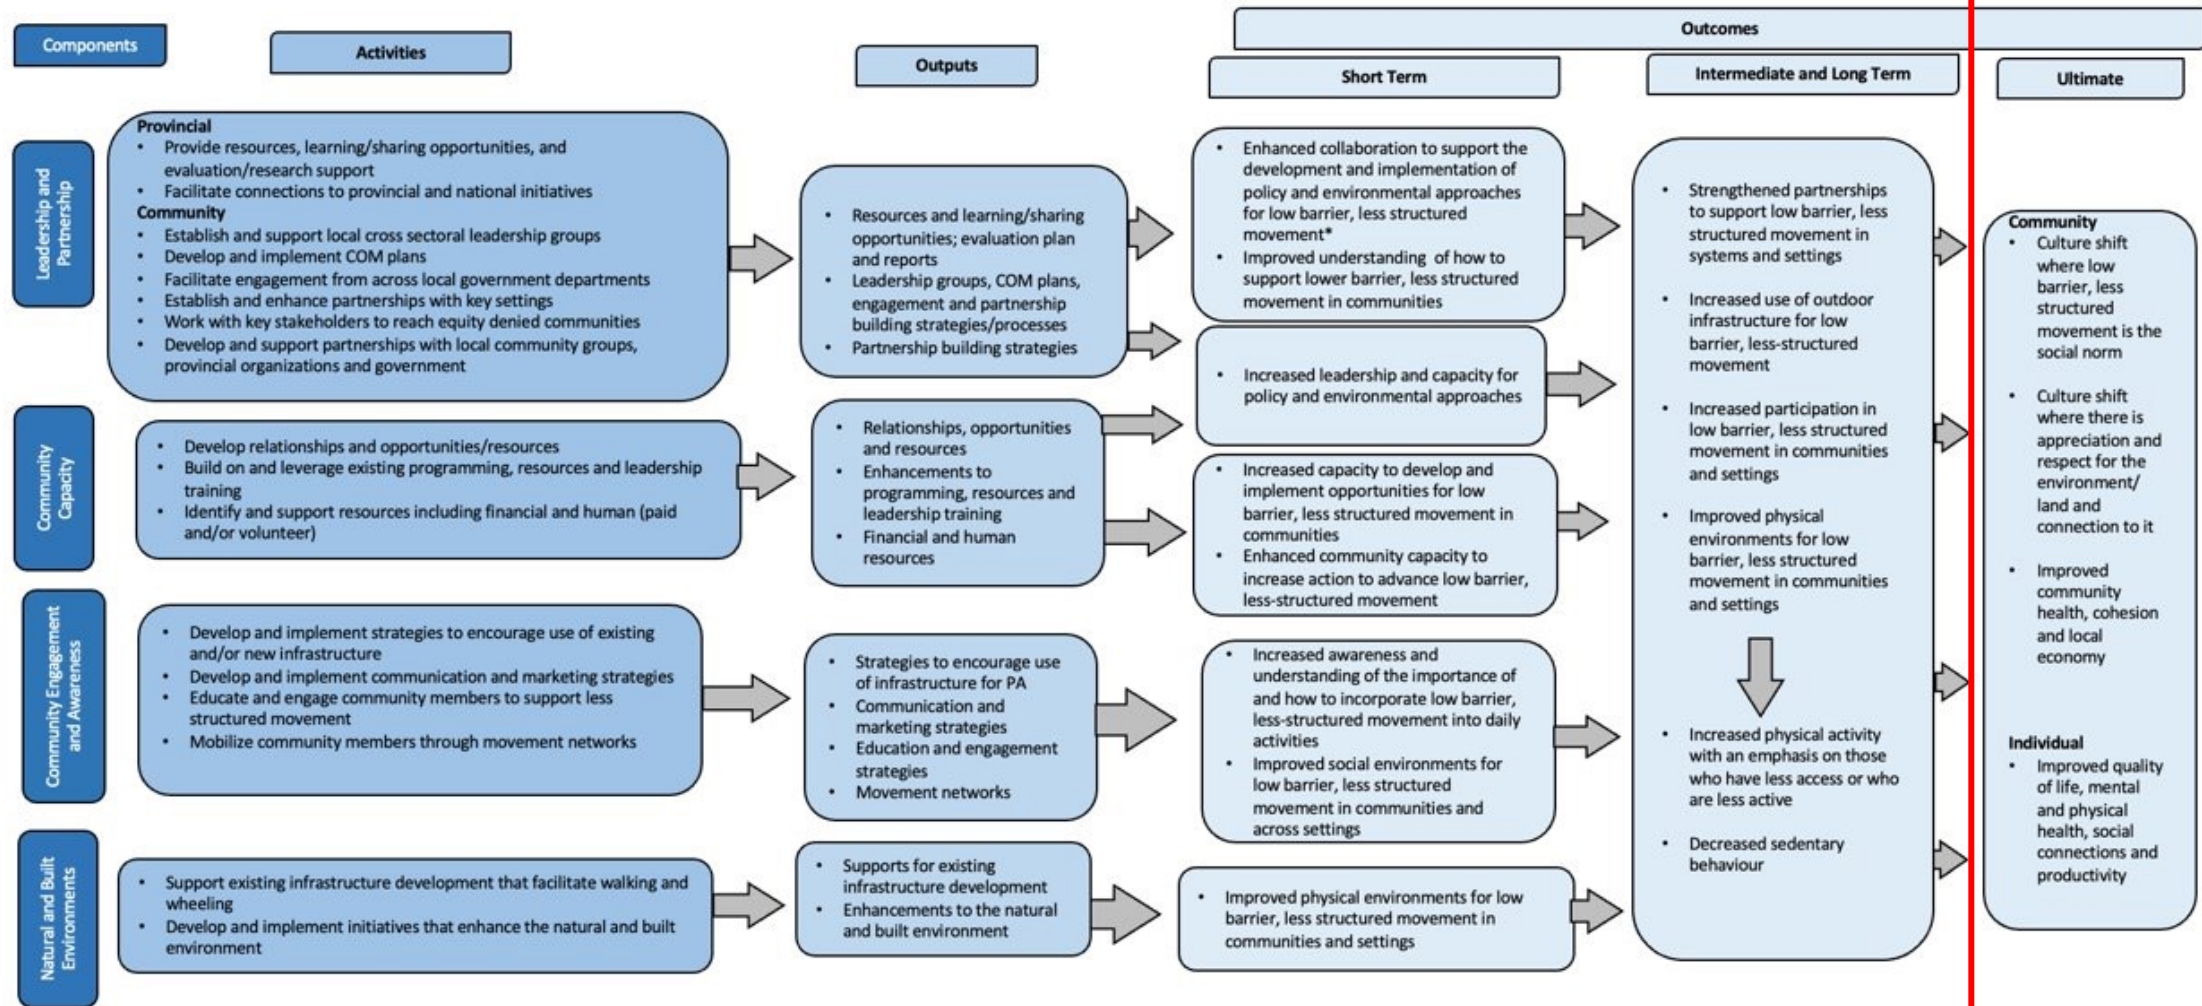 Outcomes
Components
Activities
Outputs
Short Term
Intermediate and Long Term
Ultimate
Leadership and
Partnership
Provincial
• Provide resources, learning/sharing opportunities, and
evaluation/research support
• Facilitate connections to provincial and national initiatives
Community
• Establish and support local cross sectoral leadership groups
• Develop and implement COM plans
• Facilitate engagement from across local government departments
• Establish and enhance partnerships with key settings
• Work with key stakeholders to reach equity denied communities
• Develop and support partnerships with local community groups,
provincial organizations and government
• Resources and learning/sharing
opportunities; evaluation plan
and reports
• Leadership groups, COM plans,
engagement and partnership
building strategies/processes
• Partnership building strategies
• Enhanced collaboration to support the
development and implementation of
policy and environmental approaches
for low barrier, less structured
movement*
• Improved understanding of how to
support lower barrier, less structured
movement in communities
• Increased leadership and capacity for
policy and environmental approaches
Community
Capacity
• Develop relationships and opportunities/resources
• Build on and leverage existing programming, resources and leadership
training
• Identify and support resources including financial and human (paid
and/or volunteer)
• Relationships, opportunities
and resources
• Enhancements to
programming, resources and
leadership training
• Financial and human
resources
• Increased capacity to develop and
implement opportunities for low
barrier, less structured movement in
communities
• Enhanced community capacity to
increase action to advance low barrier,
less-structured movement
Community Engagement
and Awareness
• Develop and implement strategies to encourage use of existing
and/or new infrastructure
• Develop and implement communication and marketing strategies
• Educate and engage community members to support less
structured movement
• Mobilize community members through movement networks
• Strategies to encourage use
of infrastructure for PA
• Communication and
marketing strategies
• Education and engagement
strategies
• Movement networks
• Increased awareness and
understanding of the importance of
and how to incorporate low barrier,
less-structured movement into daily
activities
• Improved social environments for
low barrier, less structured
movement in communities and
across settings
Natural and Built
Environments
• Support existing infrastructure development that facilitate walking and
wheeling
• Develop and implement initiatives that enhance the natural and built
environment
• Supports for existing
infrastructure development
• Enhancements to the natural
and built environment
• Improved physical environments for low
barrier, less structured movement in
communities and settings
• Strengthened partnerships
to support low barrier, less
structured movement in
systems and settings
• Increased use of outdoor
infrastructure for low
barrier, less-structured
movement
• Increased participation in
low barrier, less structured
movement in communities
and settings
• Improved physical
environments for low
barrier, less structured
movement in communities
and settings
• Increased physical activity
with an emphasis on those
who have less access or who
are less active
• Decreased sedentary
behaviour
Community
• Culture shift
where low
barrier, less
structured
movement is the
social norm
• Culture shift
where there is
appreciation and
respect for the
environment/
land and
connection to it
• Improved
community
health, cohesion
and local
economy
Individual
• Improved quality
of life, mental
and physical
health, social
connections and
productivity